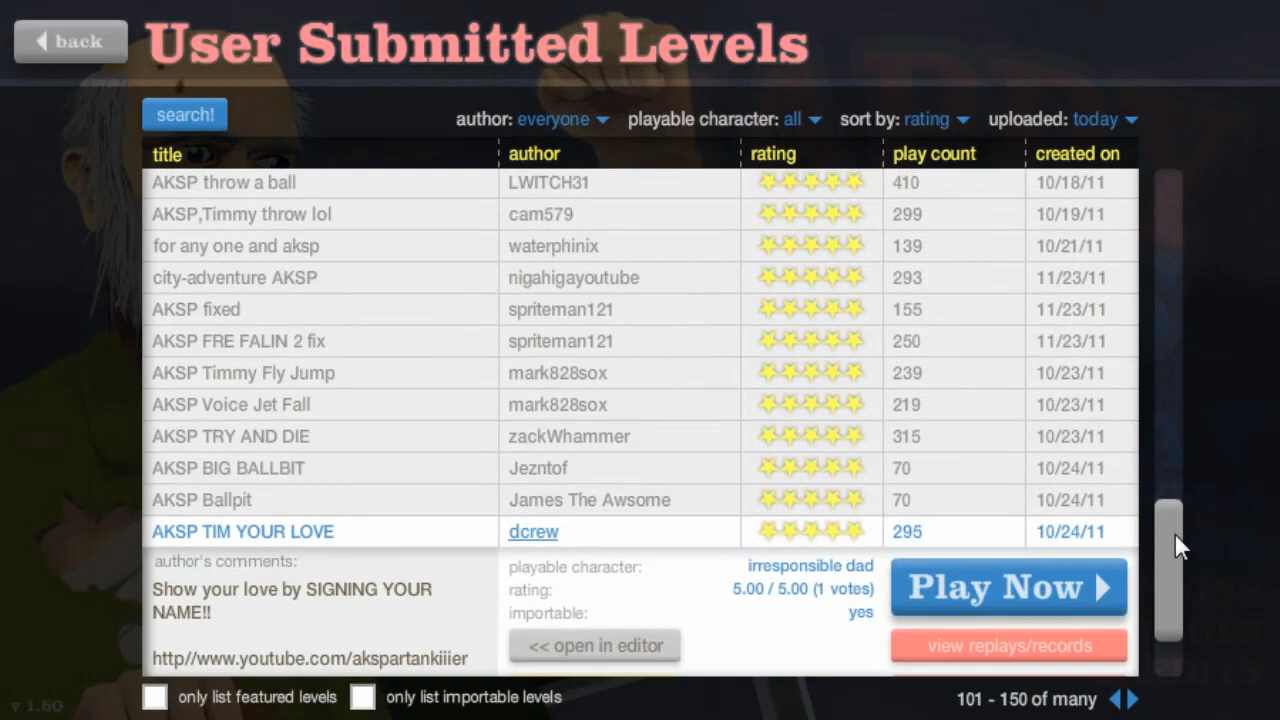 back
User Submitted Levels
search!
author: everyone playable character: all sort by: rating uploaded: today
title author rating play count created on
AKSP throw a ball LWITCH31 410 10/18/11
AKSP,Timmy throw lol cam579 299 10/19/11
for any one and aksp waterphinix 139 10/21/11
city-adventure AKSP nigahigayoutube 293 11/23/11
AKSP fixed spriteman121 155 11/23/11
AKSP FRE FALIN 2 fix spriteman121 250 11/23/11
AKSP Timmy Fly Jump mark828sox 239 10/23/11
AKSP Voice Jet Fall mark828sox 219 10/23/11
AKSP TRY AND DIE zackWhammer 315 10/23/11
AKSP BIG BALLBIT Jezntof 70 10/24/11
AKSP Ballpit James The Awsome 70 10/24/11
AKSP TIM YOUR LOVE dcrew 295 10/24/11
author's comments:
Show your love by SIGNING YOUR
NAME!!
http//www.youtube.com/akspartankiiier
playable character: irresponsible dad
rating: 5.00 / 5.00 (1 votes)
importable: yes
<< open in editor
Play Now
view replays/records
only list featured levels only list importable levels
101 - 150 of many
v 1.50